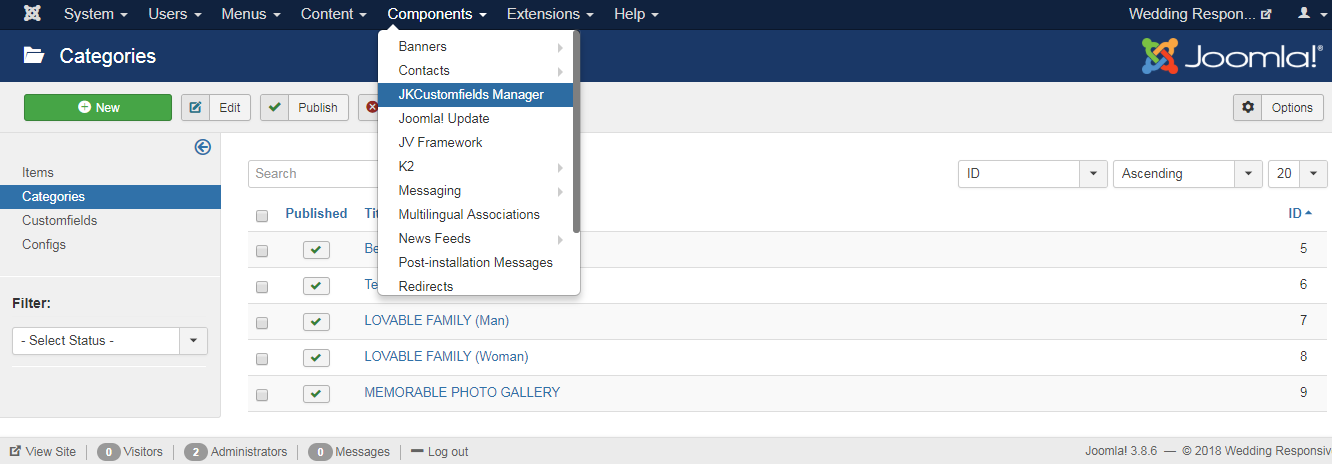 System Users Menus Content Components Extensions Help Wedding Respon...
Categories Joomla!®
New Edit Publish Options
Banners
Contacts
JKCustomfields Manager
Joomla! Update
JV Framework
K2
Messaging
Multilingual Associations
News Feeds
Post-installation Messages
Redirects
Items
Categories
Customfields
Configs
Filter:
- Select Status -
Search ID Ascending 20
Published ID
5
6
LOVABLE FAMILY (Man) 7
LOVABLE FAMILY (Woman) 8
MEMORABLE PHOTO GALLERY 9
View Site 0 Visitors 2 Administrators 0 Messages Log out Joomla! 3.8.6 — © 2018 Wedding Responsiv